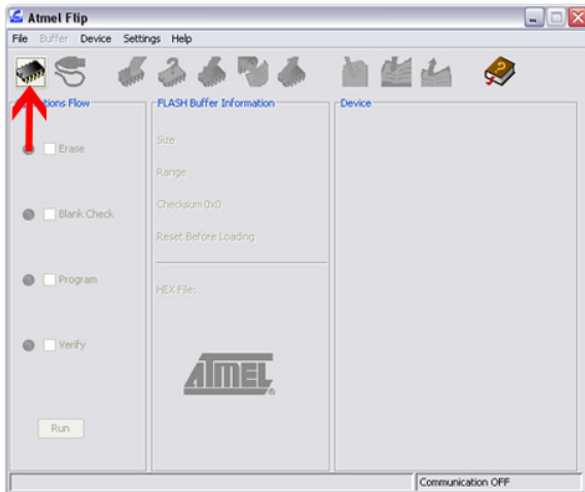 Atmel Flip
File Buffer Device Settings Help
tions Flow
FLASH Buffer Information
Device
Erase
Size
Range
Checksum 0x0
Blank Check
Reset Before Loading
Program
HEX File:
Verify
ATMEL
Run
Communication OFF